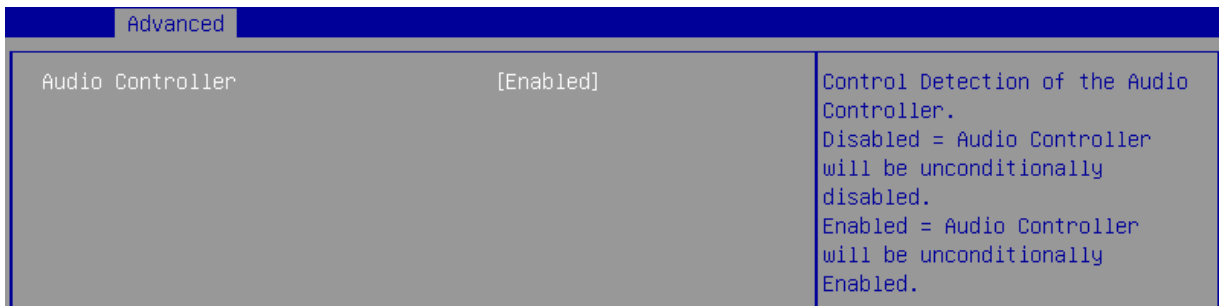 Advanced
Audio Controller [Enabled]
Control Detection of the Audio
Controller.
Disabled = Audio Controller
will be unconditionally
disabled.
Enabled = Audio Controller
will be unconditionally
Enabled.